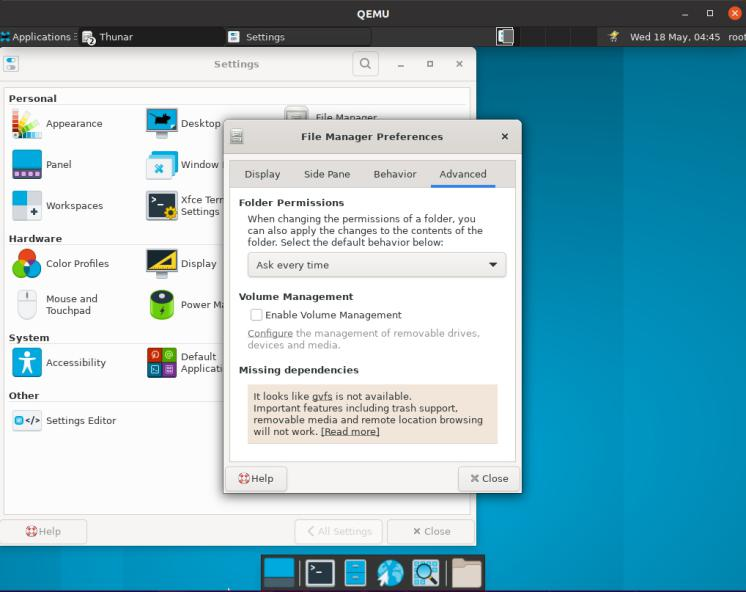 QEMU
Applications
2
Thunar
Settings
Wed 18 May, 04:45
root
Settings
Personal
Appearance
Desktop
File Manager
Panel
Window
Workspaces
Xfce Ter
Settings
Hardware
Color Profiles
Display
Mouse and
Touchpad
Power Ma
System
Accessibility
Default
Applicati
Other
Settings Editor
Help
All Settings
Close
File Manager Preferences
Display
Side Pane
Behavior
Advanced
Folder Permissions
When changing the permissions of a folder, you
can also apply the changes to the contents of the
folder. Select the default behavior below:
Ask every time
Volume Management
Enable Volume Management
Configure the management of removable drives,
devices and media.
Missing dependencies
It looks like gvfs is not available.
Important features including trash support,
removable media and remote location browsing
will not work. [Read more]
Help
Close